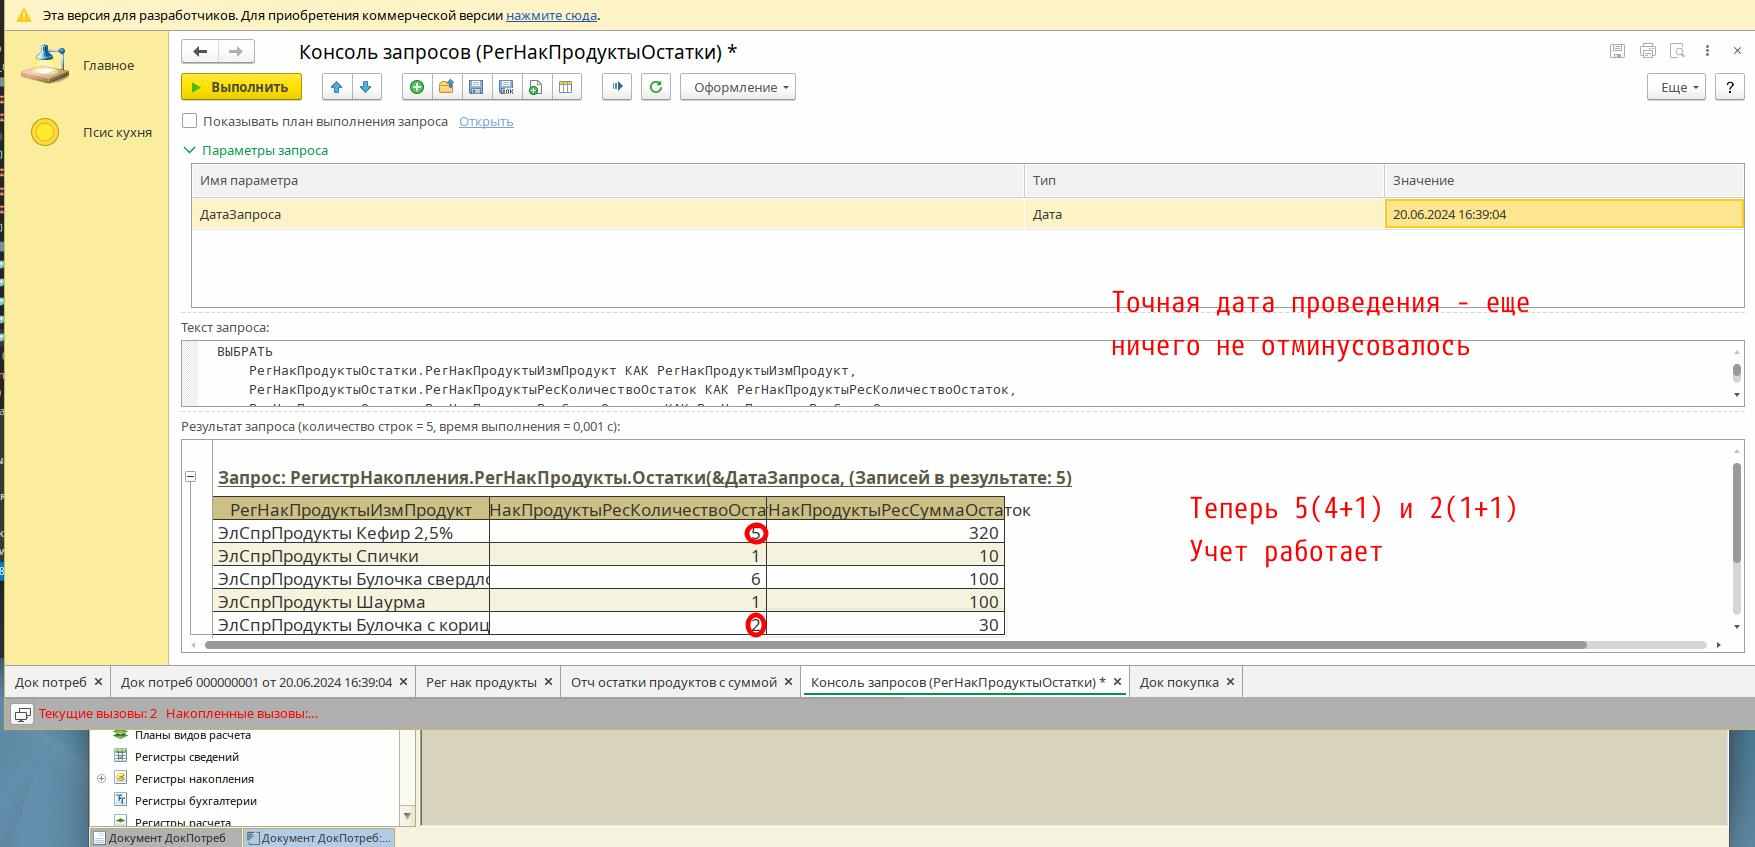 Эта версия для разработчиков. Для приобретения коммерческой версии нажмите сюда.
Главное
Псис кухня
Консоль запросов (РегНакПродуктыОстатки) *
Выполнить
Оформление
Еще
?
Показывать план выполнения запроса Открыть
Параметры запроса
Имя параметра Тип Значение
ДатаЗапроса Дата 20.06.2024 16:39:04
Точная дата проведения - еще
ничего не отминусовалось
Текст запроса:
ВЫБРАТЬ
РегНакПродуктыОстатки.РегНакПродуктыИзмПродукт КАК РегНакПродуктыИзмПродукт,
РегНакПродуктыОстатки.РегНакПродуктыРесКоличествоОстаток КАК РегНакПродуктыРесКоличествоОстаток,
Результат запроса (количество строк = 5, время выполнения = 0,001 с):
Запрос: РегистрНакопления.РегНакПродукты.Остатки(&ДатаЗапроса, (Записей в результате: 5)
РегНакПродуктыИзмПродукт НакПродуктыРесКоличествоОста НакПродуктыРесСуммаОстаток
ЭлСпрПродукты Кефир 2,5% 5 320
ЭлСпрПродукты Спички 1 10
ЭлСпрПродукты Булочка свердло 6 100
ЭлСпрПродукты Шаурма 1 100
ЭлСпрПродукты Булочка с кориц 2 30
Теперь 5(4+1) и 2(1+1)
Учет работает
Док потреб
Док потреб 000000001 от 20.06.2024 16:39:04
Рег нак продукты
Отч остатки продуктов с суммой
Консоль запросов (РегНакПродуктыОстатки) *
Док покупка
Текущие вызовы: 2 Накопленные вызовы:...
Планы видов расчета
Регистры сведений
Регистры накопления
Регистры бухгалтерии
Регистры расчета
Документ ДокПотреб
Документ ДокПотреб:...